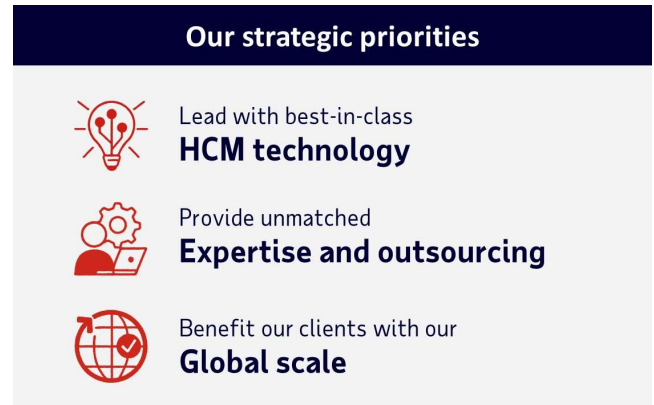 Our strategic priorities
Lead with best-in-class
HCM technology
Provide unmatched
Expertise and outsourcing
Benefit our clients with our
Global scale